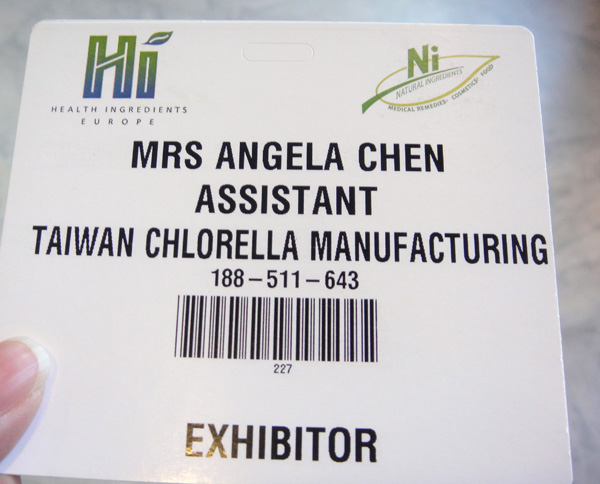 Hi
HEALTH INGREDIENTS
EUROPE
Ni
NATURAL INGREDIENTS
MEDICAL REMEDIES - COSMETICS - FOOD
MRS ANGELA CHEN
ASSISTANT
TAIWAN CHLORELLA MANUFACTURING
188-511-643
227
EXHIBITOR